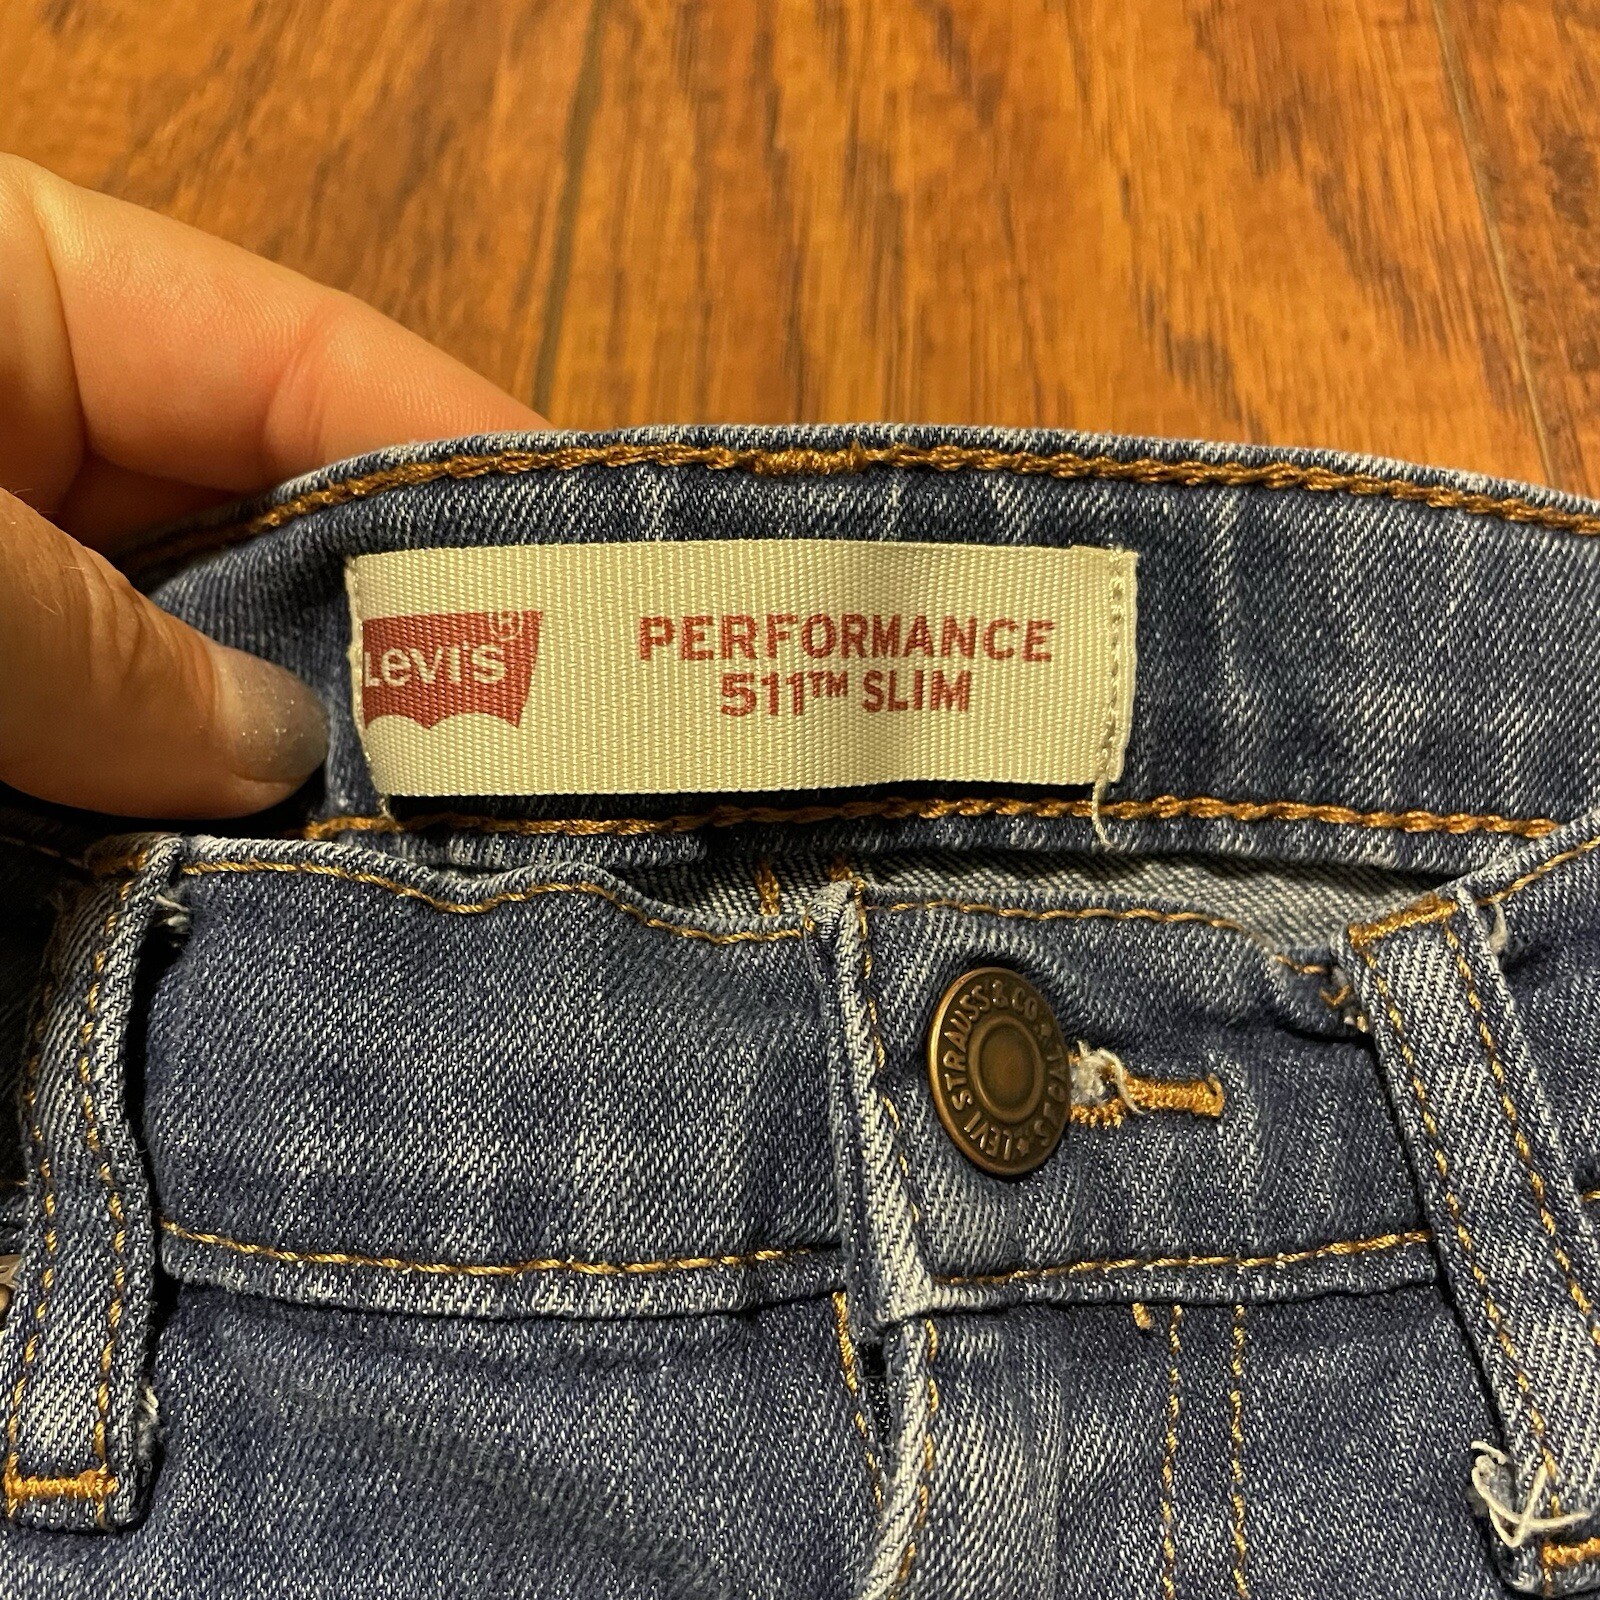 Levi's®
PERFORMANCE
511™ SLIM
LEVI STRAUSS & CO